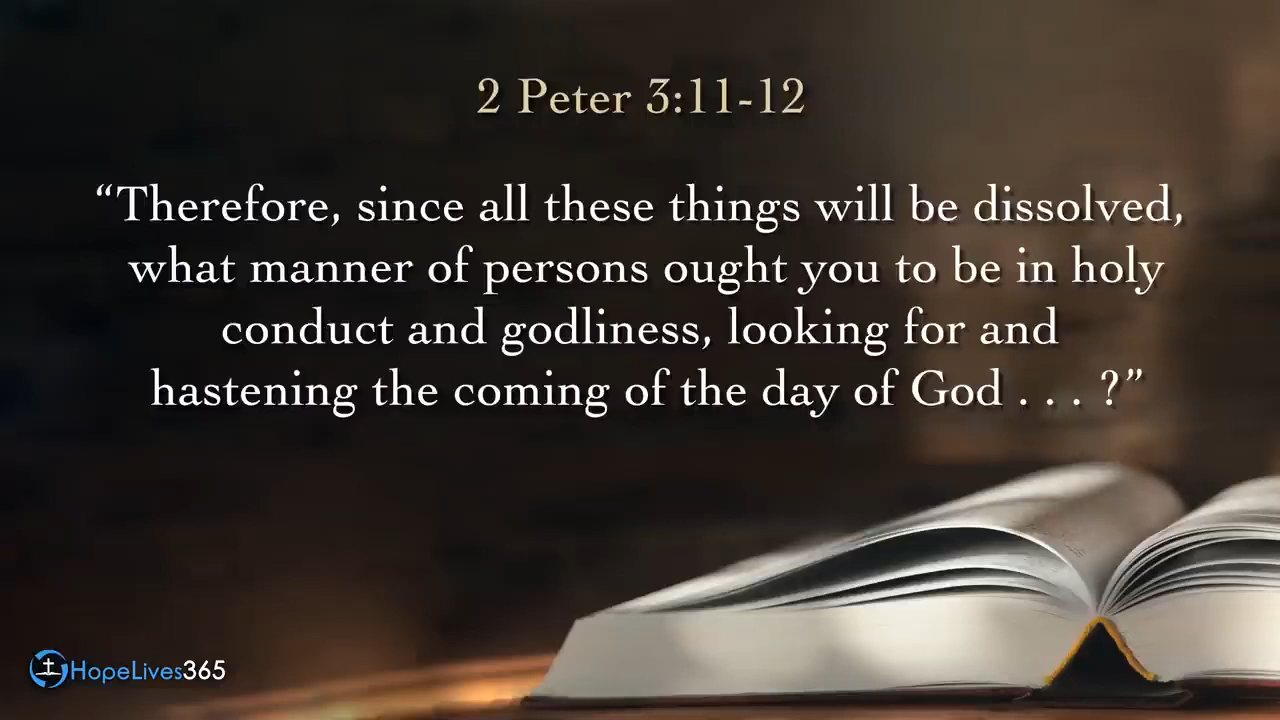 2 Peter 3:11-12
“Therefore, since all these things will be dissolved,
what manner of persons ought you to be in holy
conduct and godliness, looking for and
hastening the coming of the day of God . . . ?”
HopeLives365